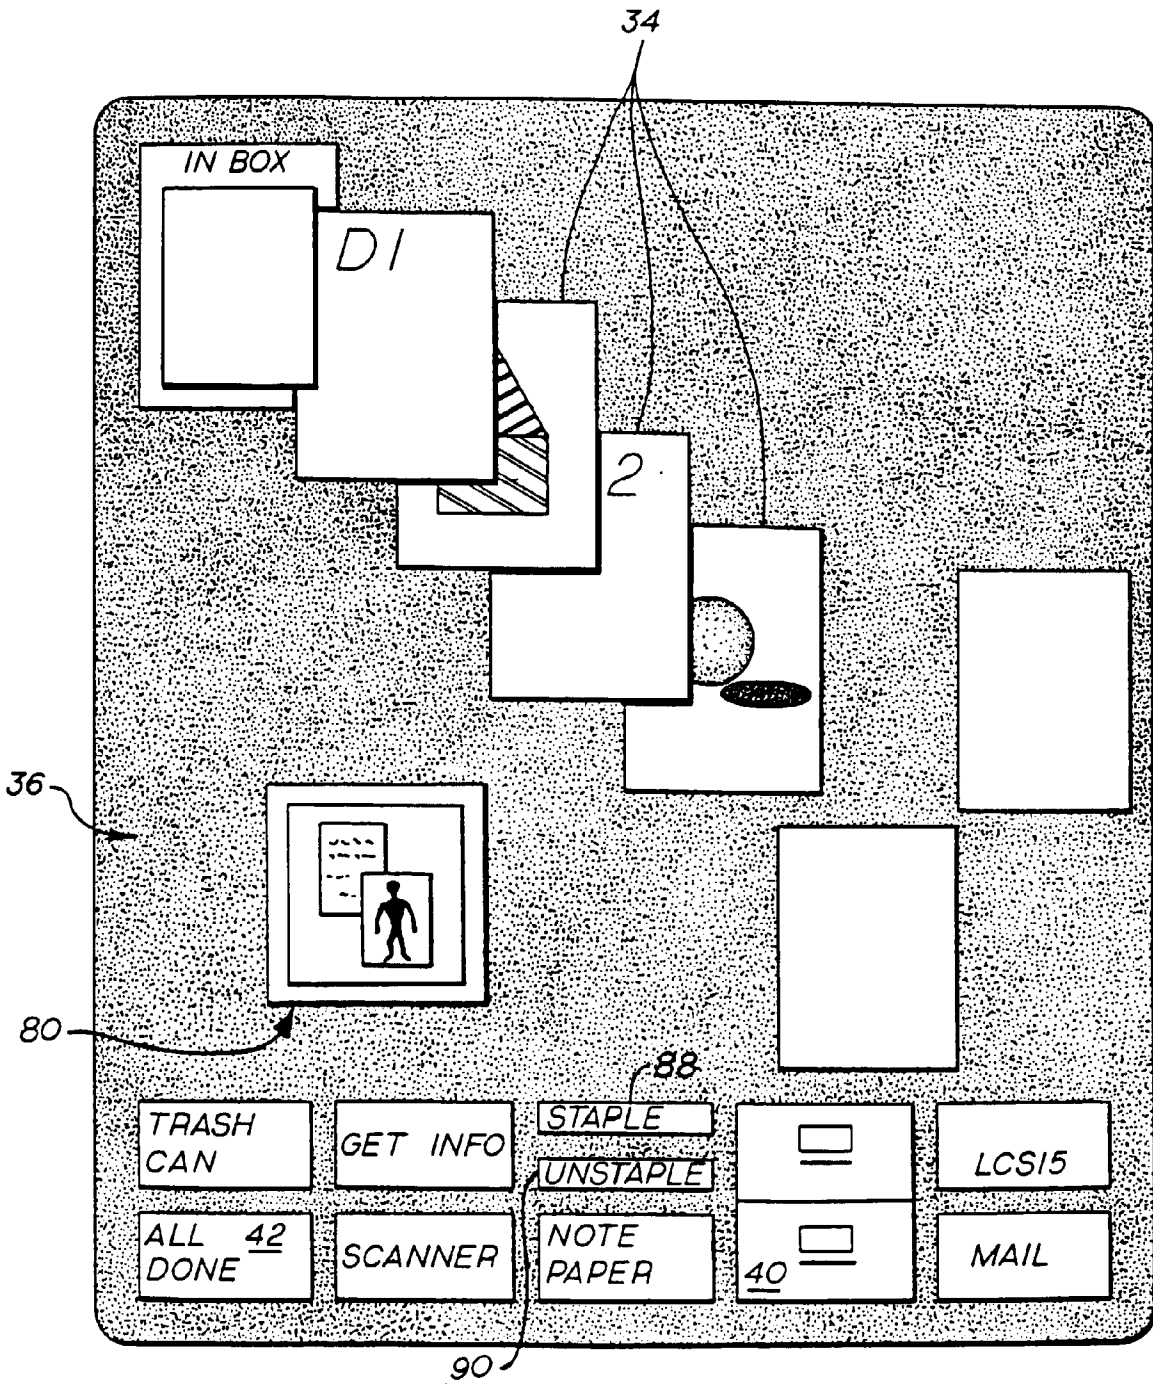 34
IN BOX
D1
2
36
80
88
TRASH
CAN
GET INFO
STAPLE
UNSTAPLE
LCS15
ALL 42
DONE
SCANNER
NOTE
PAPER
40
MAIL
90